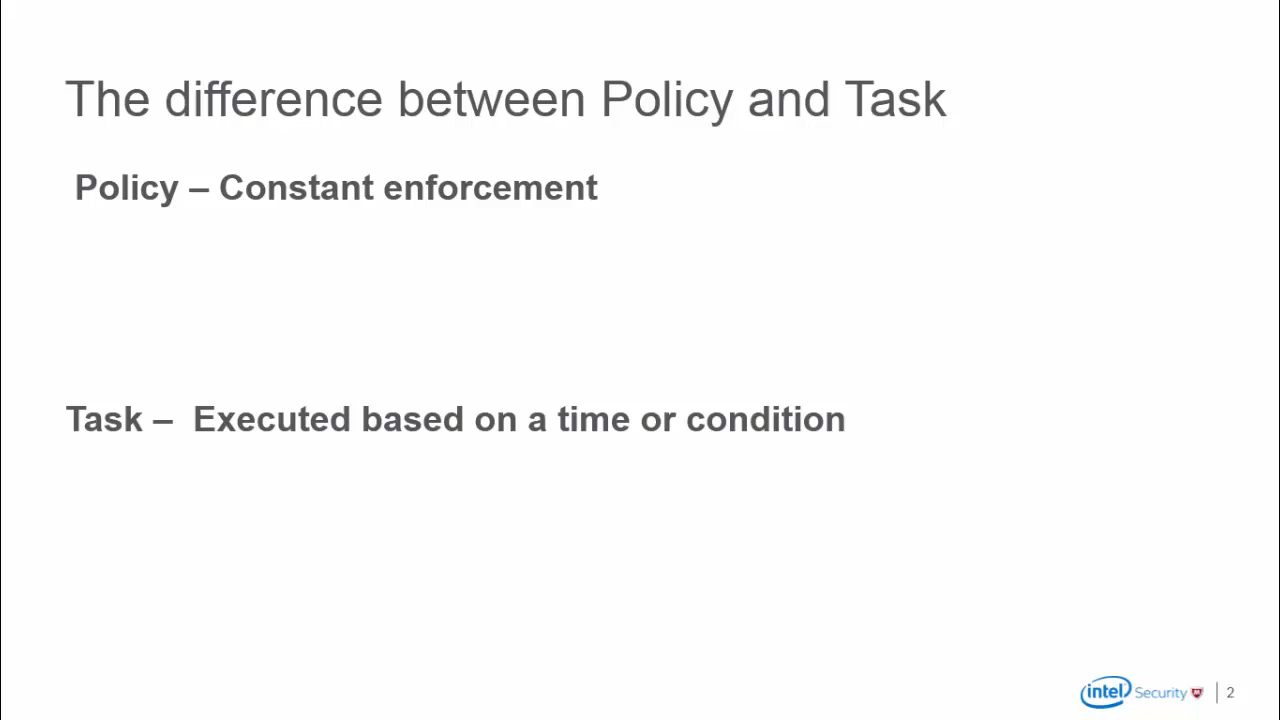 The difference between Policy and Task
Policy – Constant enforcement
Task – Executed based on a time or condition
intel Security | 2